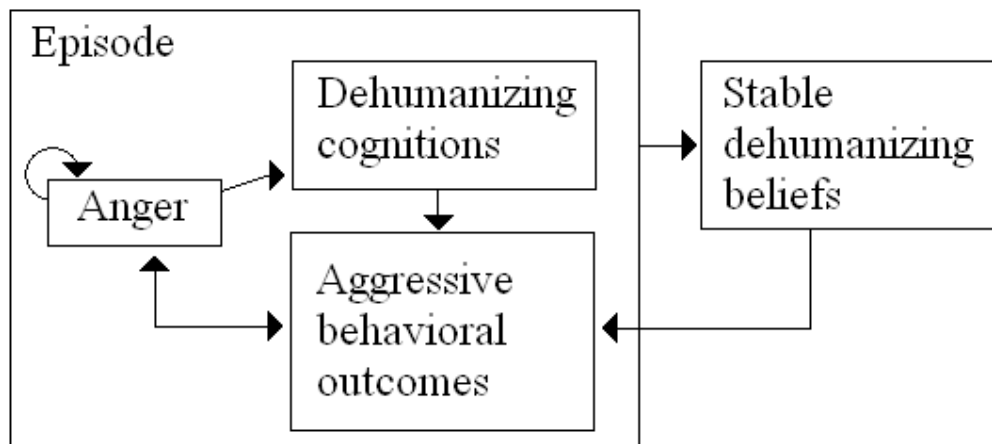 Episode
Dehumanizing
cognitions
Stable
dehumanizing
beliefs
Anger
Aggressive
behavioral
outcomes